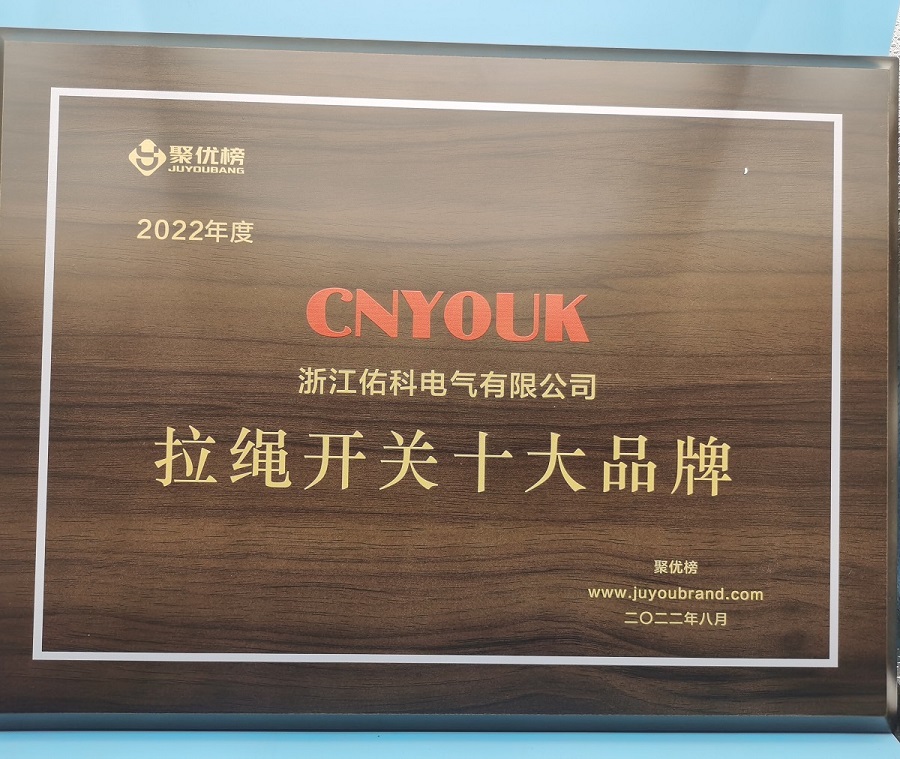 聚优榜
JUYOUBANG
2022年度
CNYOUK
浙江佑科电气有限公司
拉绳开关十大品牌
聚优榜
www.juyoubrand.com
二〇二二年八月